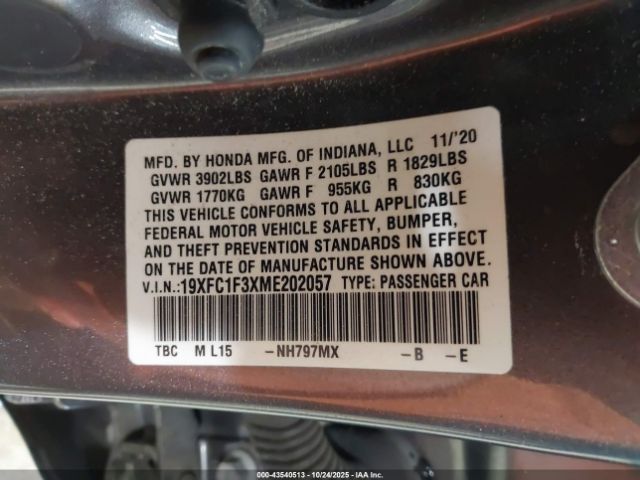 MFD. BY HONDA MFG. OF INDIANA, LLC 11/'20
GVWR 3902LBS GAWR F 2105LBS R 1829LBS
GVWR 1770KG GAWR F 955KG R 830KG
THIS VEHICLE CONFORMS TO ALL APPLICABLE
FEDERAL MOTOR VEHICLE SAFETY, BUMPER,
AND THEFT PREVENTION STANDARDS IN EFFECT
ON THE DATE OF MANUFACTURE SHOWN ABOVE.
V.I.N.:19XFC1F3XME202057 TYPE: PASSENGER CAR
TBC M L15 -NH797MX -B -E
000-43540513 - 10/24/2025 - IAA Inc.